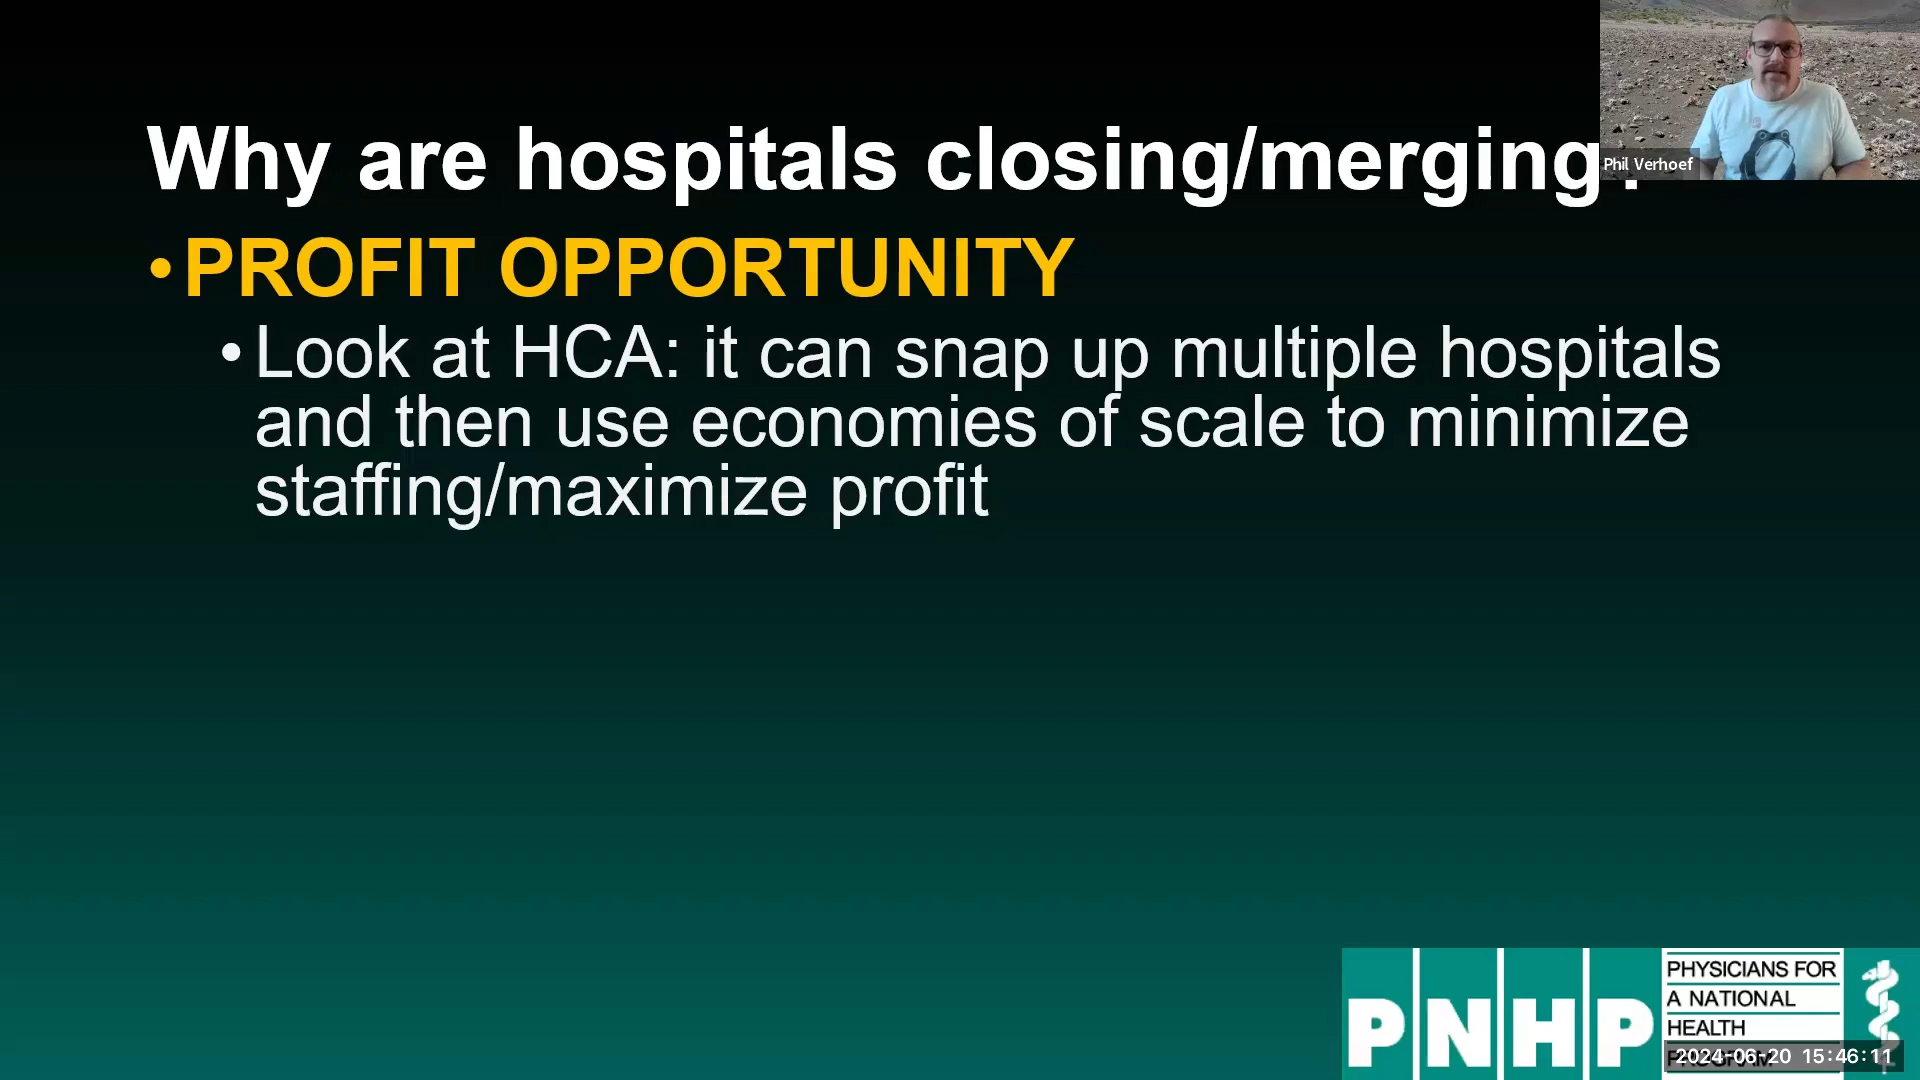 Why are hospitals closing/merging?
Phil Verhoef
•PROFIT OPPORTUNITY
•Look at HCA: it can snap up multiple hospitals
and then use economies of scale to minimize
staffing/maximize profit
PNHP
PHYSICIANS FOR
A NATIONAL
HEALTH
PROGRAM
2024-06-20 15:46:11